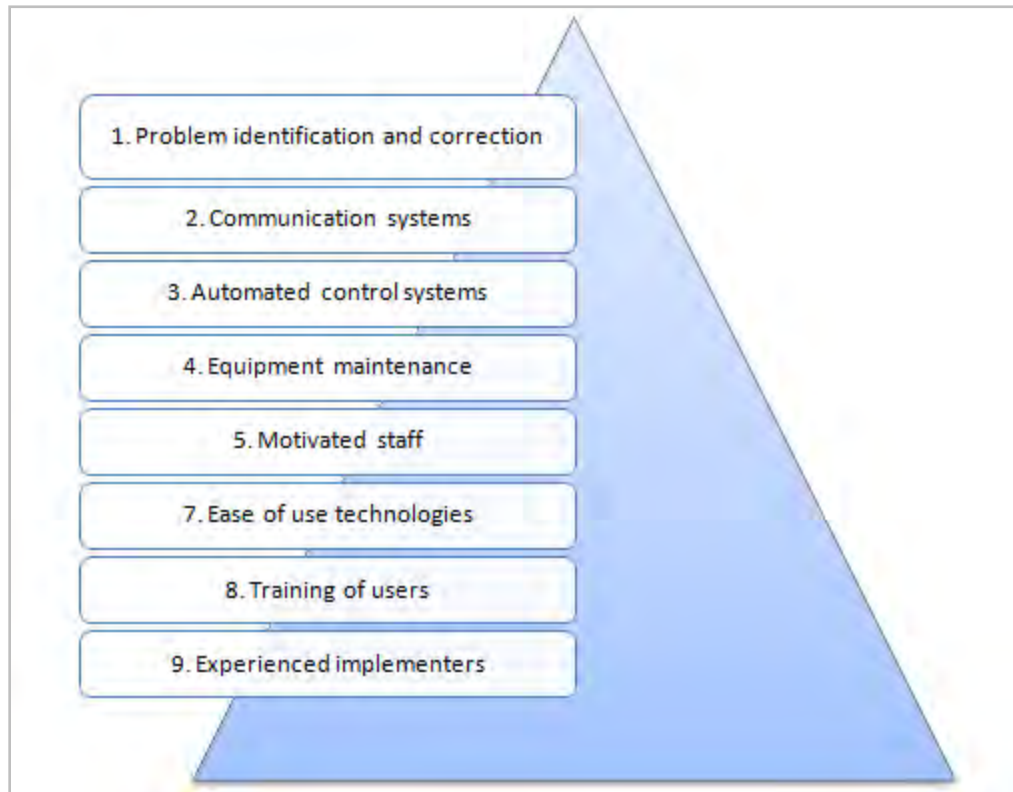 1. Problem identification and correction
2. Communication systems
3. Automated control systems
4. Equipment maintenance
5. Motivated staff
7. Ease of use technologies
8. Training of users
9. Experienced implementers